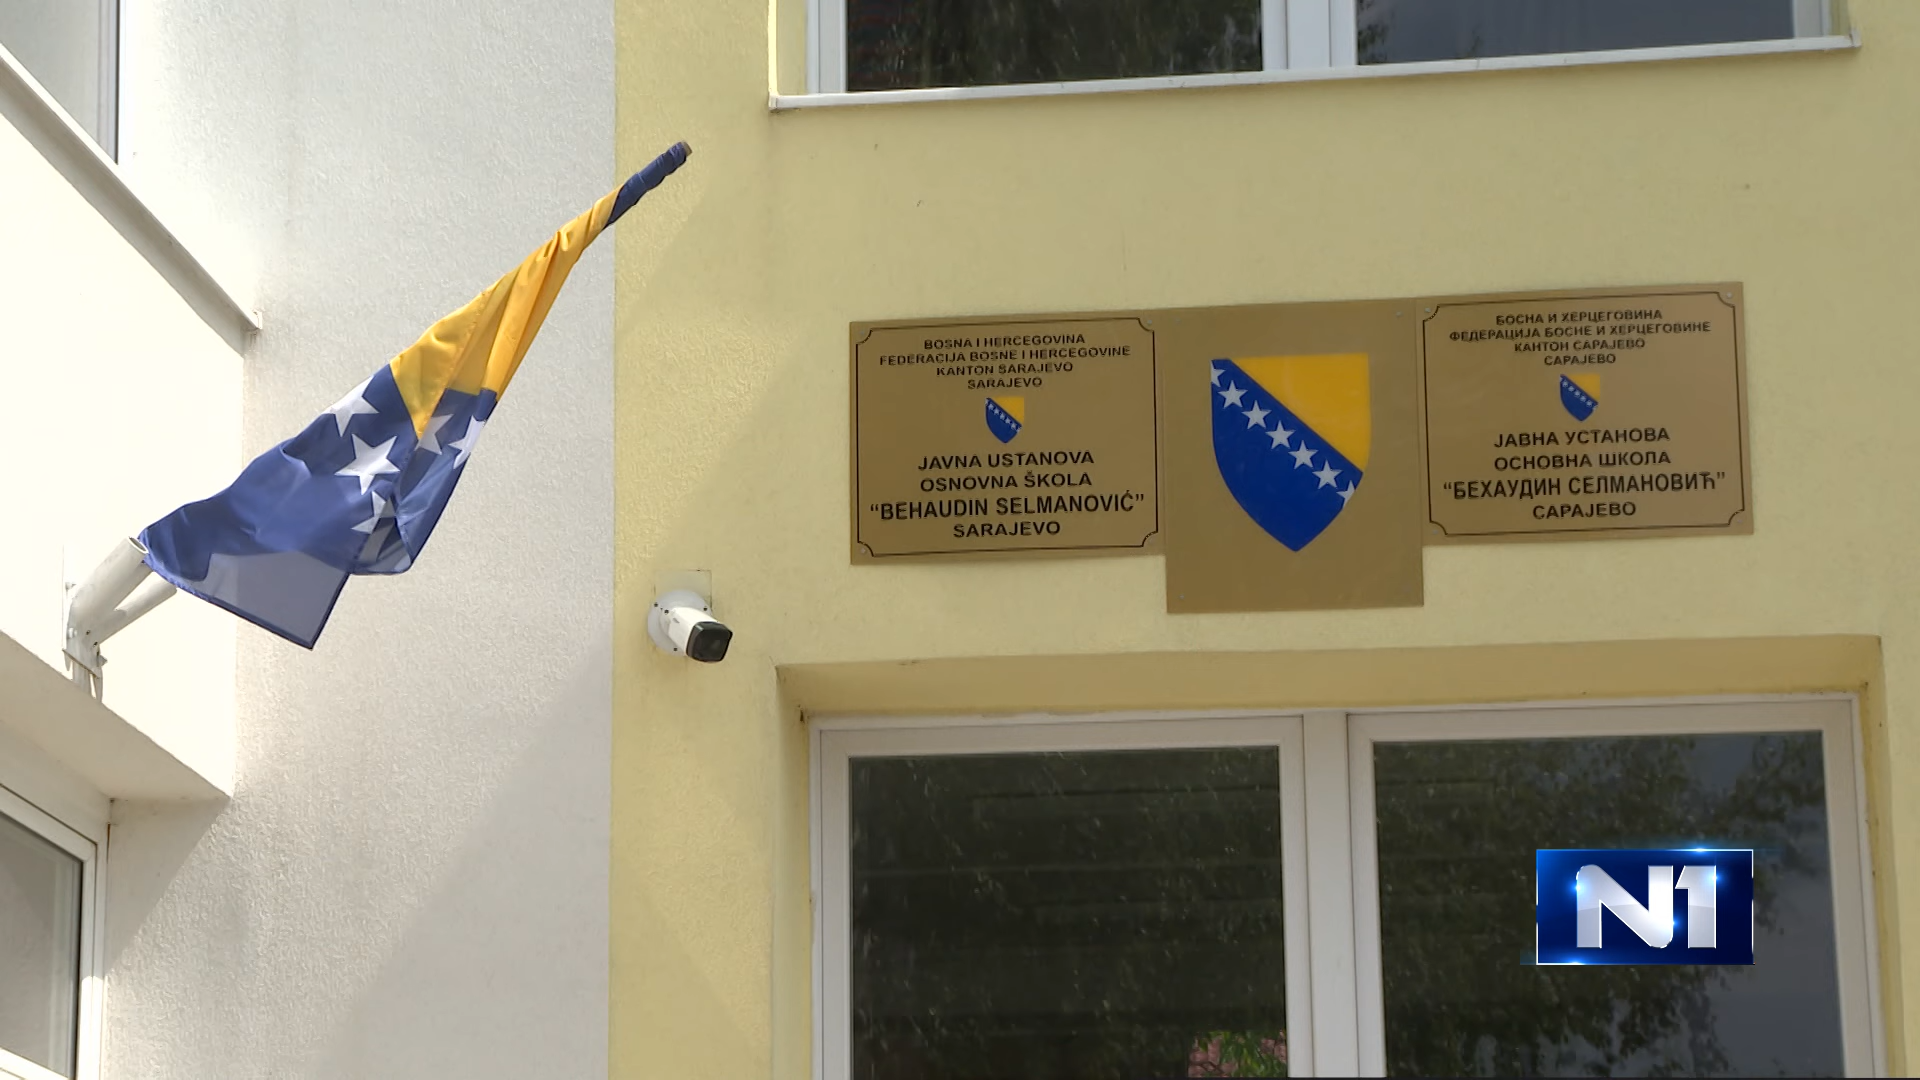 BOSNA I HERCEGOVINA
FEDERACIJA BOSNE I HERCEGOVINE
KANTON SARAJEVO
SARAJEVO
JAVNA USTANOVA
OSNOVNA ŠKOLA
“BEHAUDIN SELMANOVIĆ”
SARAJEVO
БОСНА И ХЕРЦЕГОВИНА
ФЕДЕРАЦИЈА БОСНЕ И ХЕРЦЕГОВИНЕ
КАНТОН САРАЈЕВО
САРАЈЕВО
ЈАВНА УСТАНОВА
ОСНОВНА ШКОЛА
“БЕХАУДИН СЕЛМАНОВИЋ”
САРАЈЕВО
N1